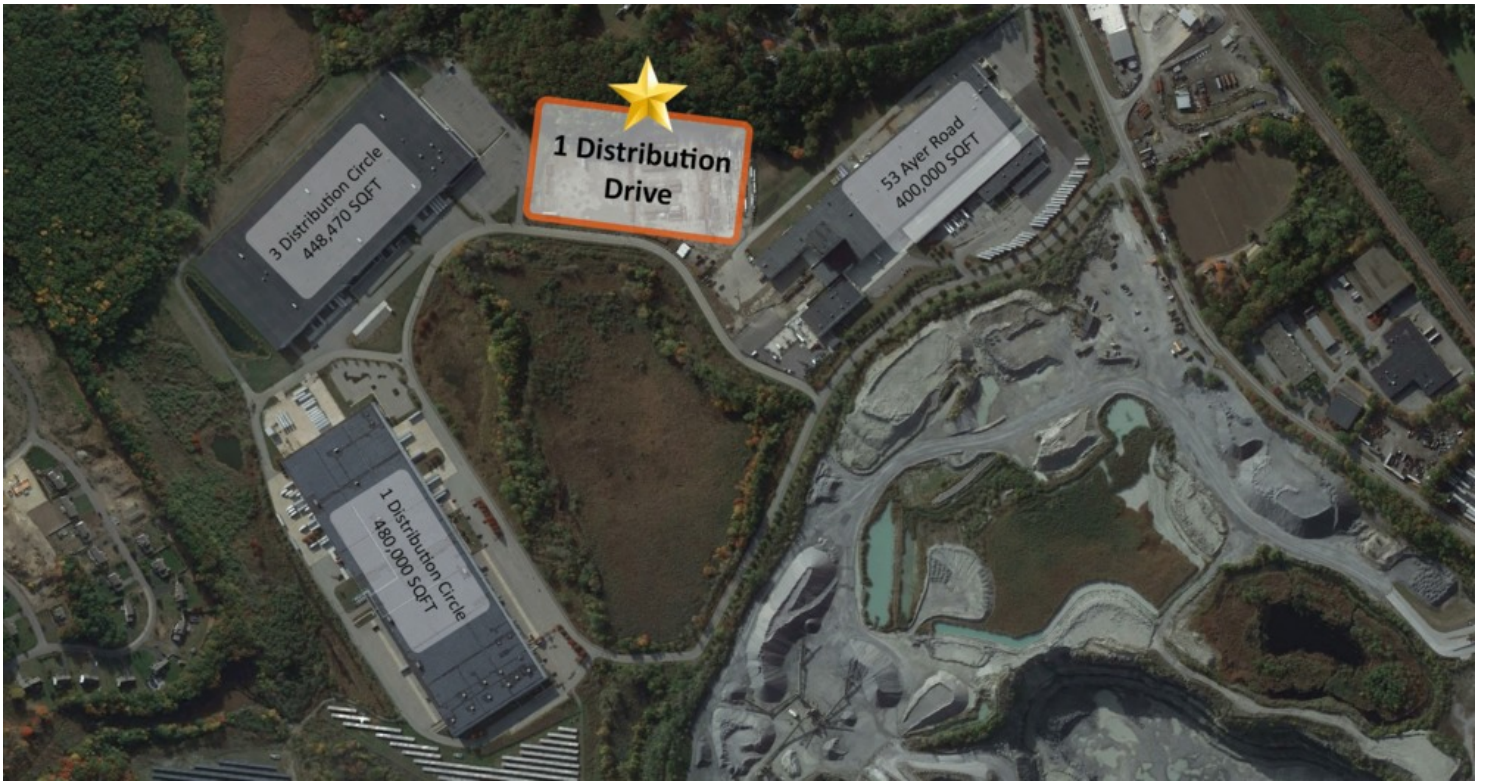 1 Distribution
Drive
3 Distribution Circle
448,470 SQFT
53 Ayer Road
400,000 SQFT
1 Distribution Circle
480,000 SQFT